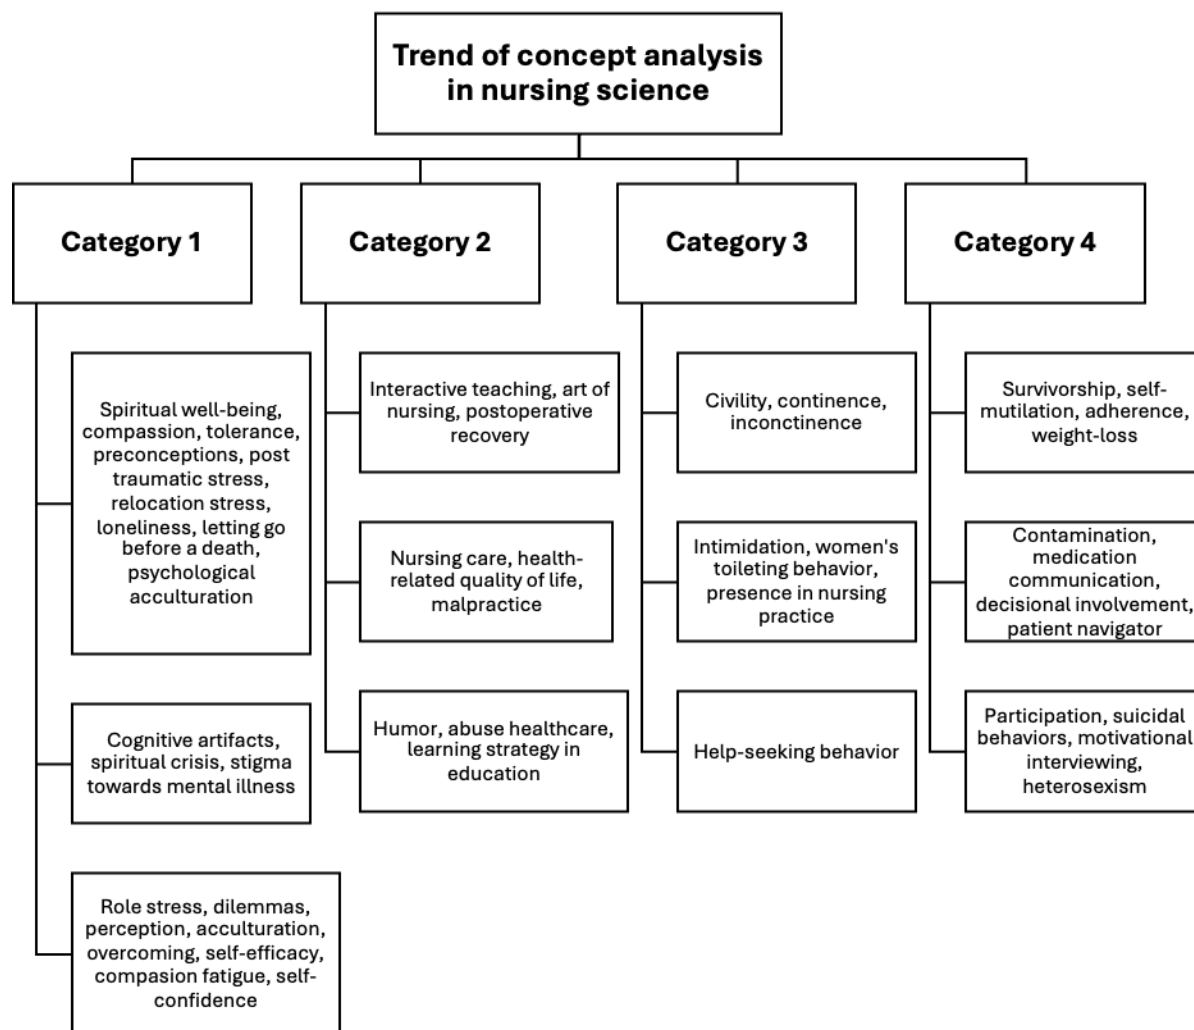 Trend of concept analysis
in nursing science
Category 1
Category 2
Category 3
Category 4
Spiritual well-being,
compassion, tolerance,
preconceptions, post
traumatic stress,
relocation stress,
loneliness, letting go
before a death,
psychological
acculturation
Cognitive artifacts,
spiritual crisis, stigma
towards mental illness
Role stress, dilemmas,
perception, acculturation,
overcoming, self-efficacy,
compasion fatigue, self-
confidence
Interactive teaching, art of
nursing, postoperative
recovery
Nursing care, health-
related quality of life,
malpractice
Humor, abuse healthcare,
learning strategy in
education
Civility, continence,
inconctinence
Intimidation, women's
toileting behavior,
presence in nursing
practice
Help-seeking behavior
Survivorship, self-
mutilation, adherence,
weight-loss
Contamination,
medication
communication,
decisional involvement,
patient navigator
Participation, suicidal
behaviors, motivational
interviewing,
heterosexism